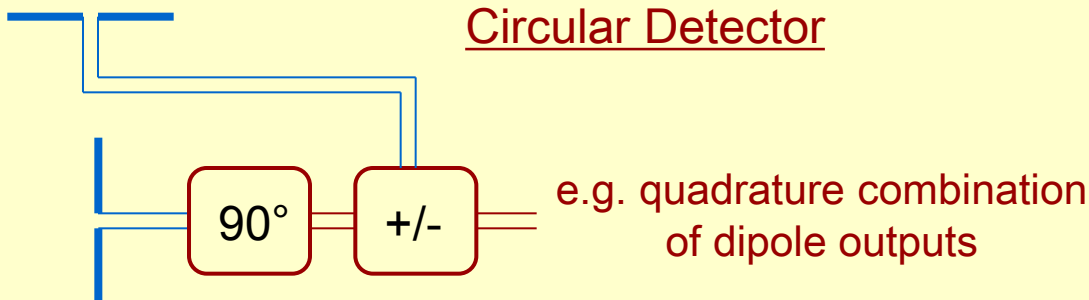 Circular Detector
90°
+/-
e.g. quadrature combination
of dipole outputs